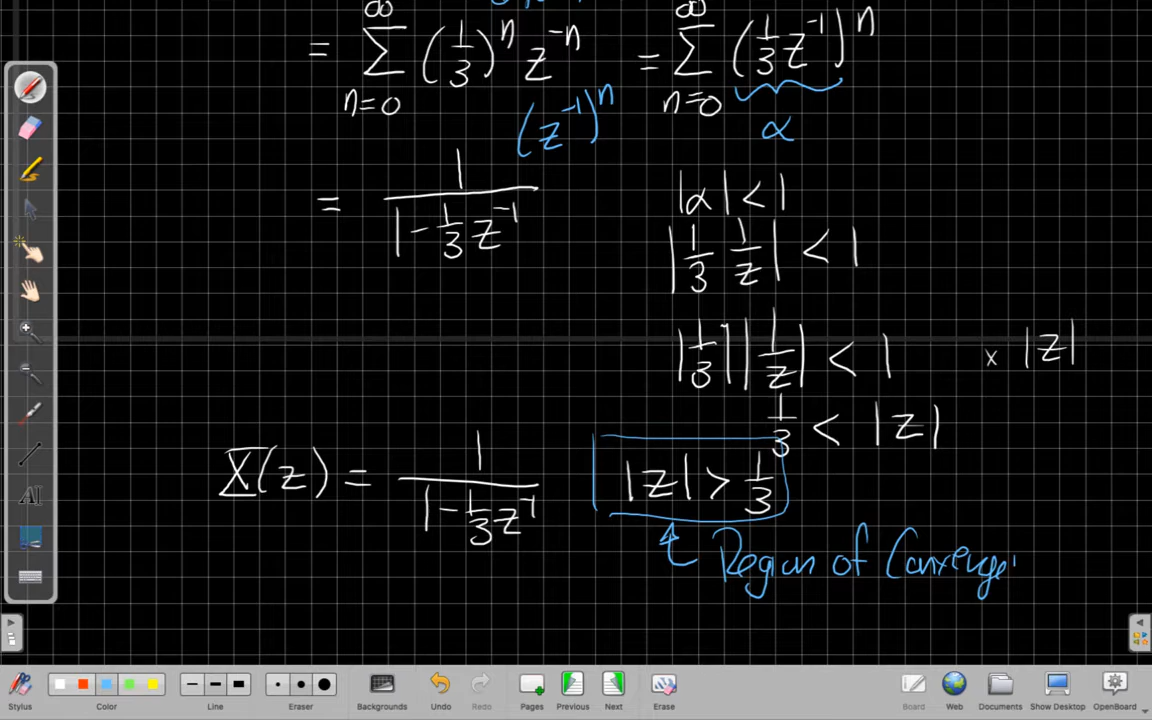 = ∞ Σ n=0 (1/3)^n z^-n = ∞ Σ n=0 (1/3 z^-1)^n
(z^-1)^n α
= 1/(1 - 1/3 z^-1) |α| < 1
|1/3 1/z| < 1
|1/3| |1/z| < 1 × |z|
1/3 < |z|
X(z) = 1/(1 - 1/3 z^-1) |z| > 1/3
Region of
Stylus Color Line Eraser Backgrounds Undo Redo Pages Previous Next Erase Board Web Documents Show Desktop OpenBoard